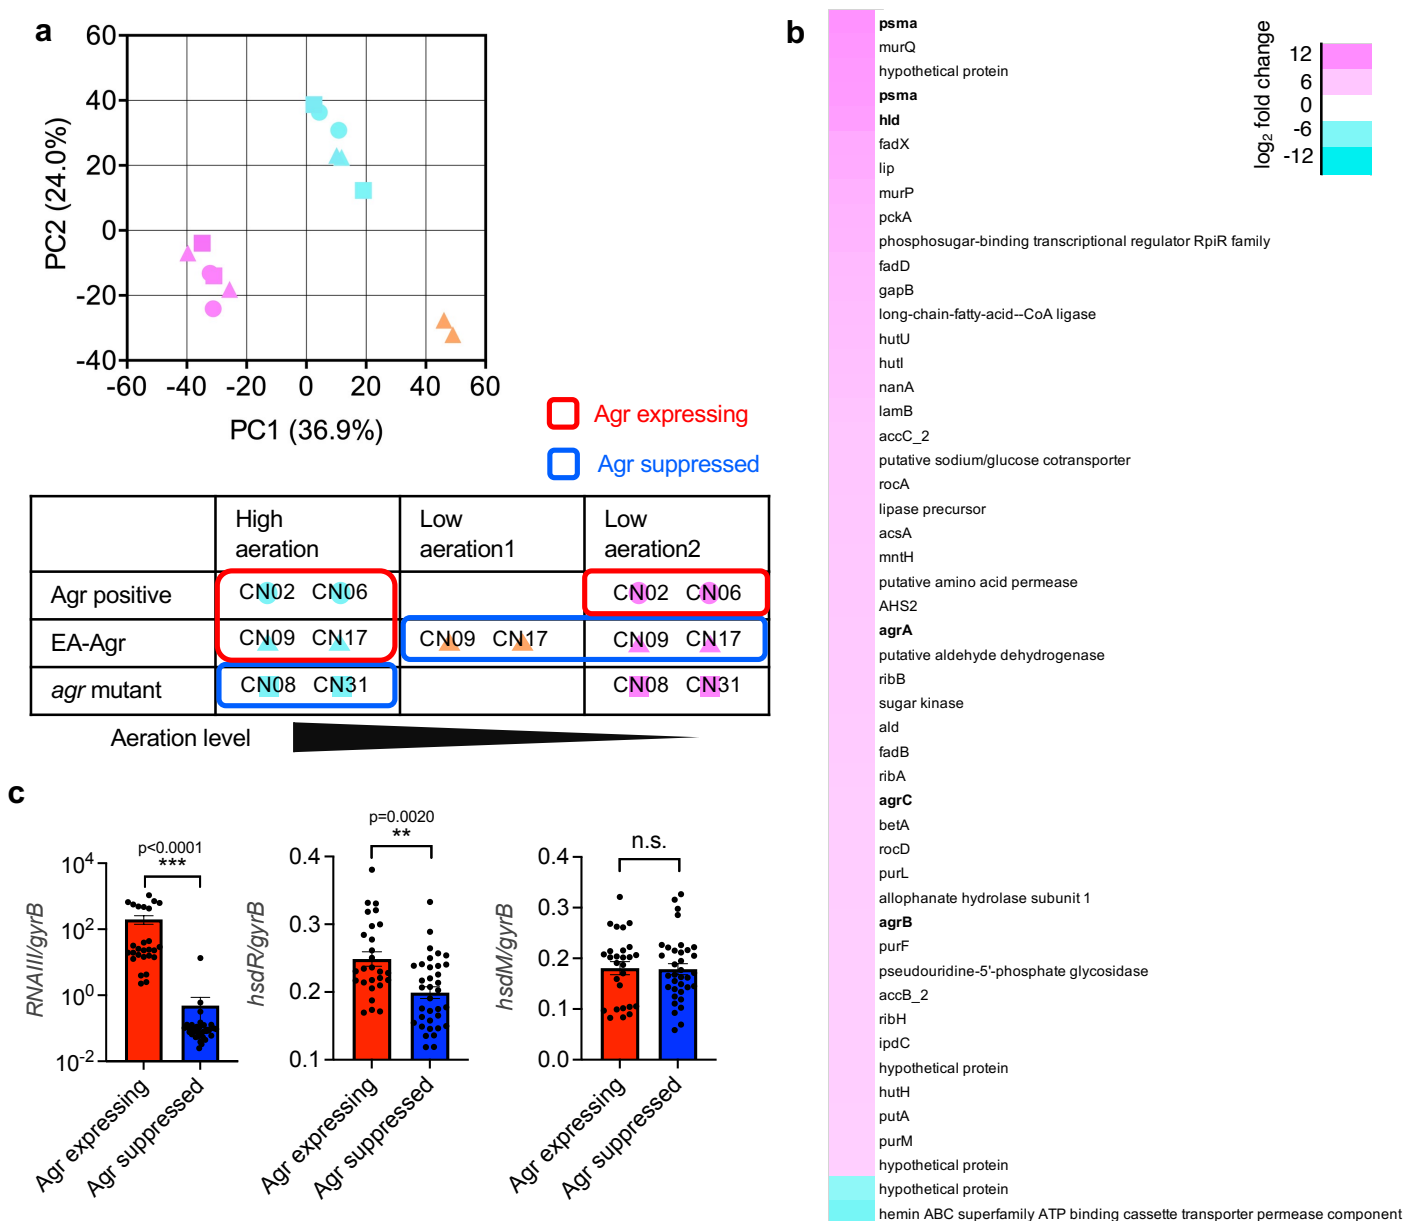 a
60
40
20
0
-20
-40
-60 -40 -20 0 20 40 60
PC2 (24.0%)
PC1 (36.9%)
Agr expressing
Agr suppressed
High aeration
Low aeration1
Low aeration2
Agr positive
CN02 CN06
CN02 CN06
EA-Agr
CN09 CN17
CN09 CN17
CN09 CN17
agr mutant
CN08 CN31
CN08 CN31
Aeration level
b
psma
murQ
hypothetical protein
psma
hld
fadX
lip
murP
pckA
phosphosugar-binding transcriptional regulator RpiR family
fadD
gapB
long-chain-fatty-acid--CoA ligase
hutU
hutI
nanA
lamB
accC_2
putative sodium/glucose cotransporter
rocA
lipase precursor
acsA
mntH
putative amino acid permease
AHS2
agrA
putative aldehyde dehydrogenase
ribB
sugar kinase
ald
fadB
ribA
agrC
betA
rocD
purL
allophanate hydrolase subunit 1
agrB
purF
pseudouridine-5'-phosphate glycosidase
accB_2
ribH
ipdC
hypothetical protein
hutH
putA
purM
hypothetical protein
hypothetical protein
hemin ABC superfamily ATP binding cassette transporter permease component
log2 fold change
12
6
0
-6
-12
c
RNAIII/gyrB
10^4
10^2
10^0
10^-2
p<0.0001
***
Agr expressing
Agr suppressed
hsdR/gyrB
0.4
0.3
0.2
0.1
p=0.0020
**
Agr expressing
Agr suppressed
hsdM/gyrB
0.4
0.3
0.2
0.1
0.0
n.s.
Agr expressing
Agr suppressed